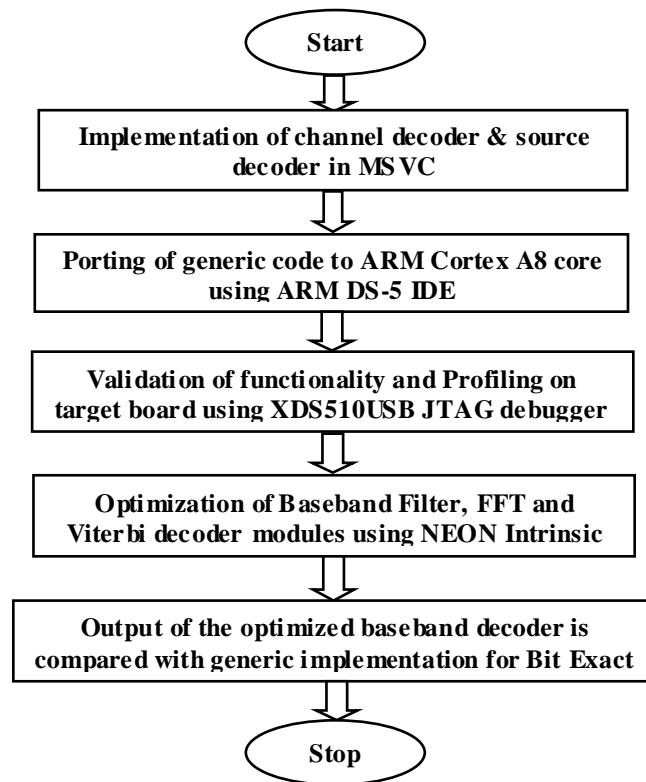 Start
Implementation of channel decoder & source
decoder in MSVC
Porting of generic code to ARM Cortex A8 core
using ARM DS-5 IDE
Validation of functionality and Profiling on
target board using XDS510USB JTAG debugger
Optimization of Baseband Filter, FFT and
Viterbi decoder modules using NEON Intrinsic
Output of the optimized baseband decoder is
compared with generic implementation for Bit Exact
Stop